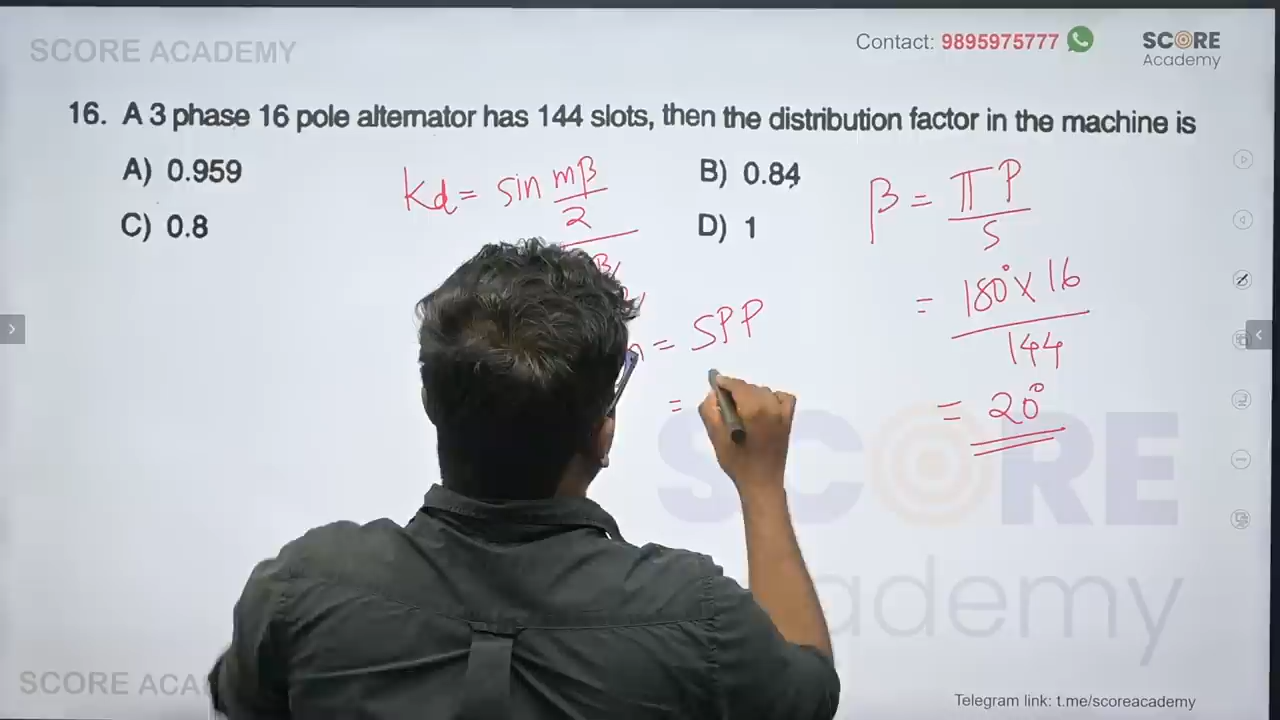 SCORE ACADEMY
Contact: 9895975777
SCORE
Academy
16. A 3 phase 16 pole alternator has 144 slots, then the distribution factor in the machine is
A) 0.959
B) 0.84
C) 0.8
D) 1
Kd = sin mβ
2
β = πP
S
= 180° X 16
144
= 20°
= SPP
=
SCORE
ademy
SCORE ACA
Telegram link: t.me/scoreacademy